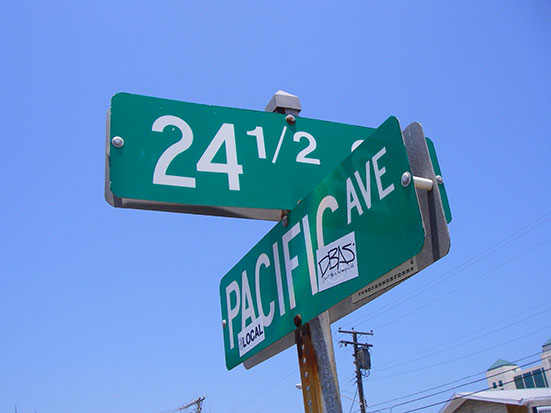 24 1/2
PACIFIC AVE
DBAS
LOCAL